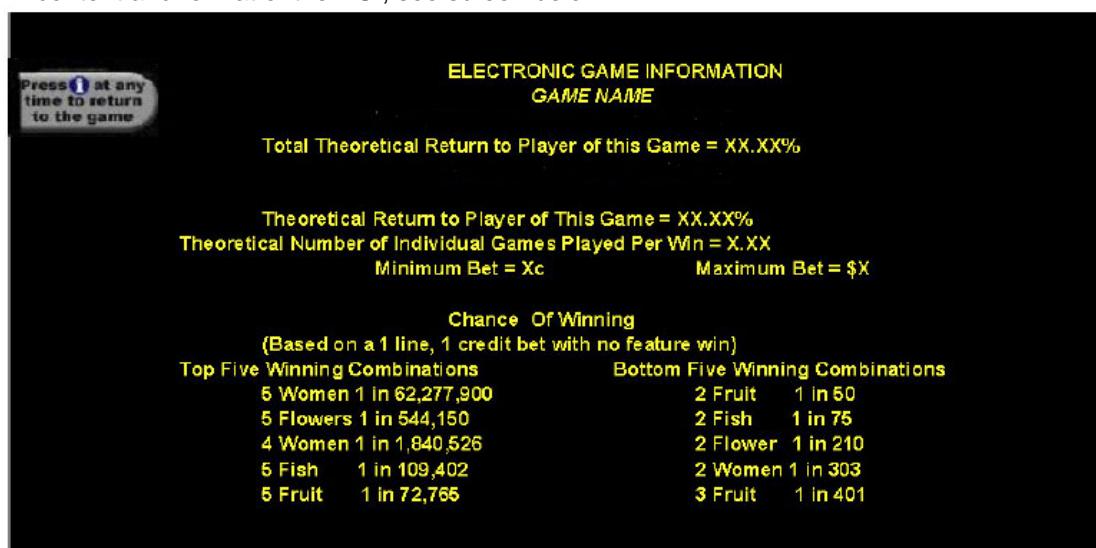 ELECTRONIC GAME INFORMATION
GAME NAME
Press i at any
time to return
to the game
Total Theoretical Return to Player of this Game = XX.XX%
Theoretical Return to Player of This Game = XX.XX%
Theoretical Number of Individual Games Played Per Win = X.XX
Minimum Bet = Xc Maximum Bet = $X
Chance Of Winning
(Based on a 1 line, 1 credit bet with no feature win)
Top Five Winning Combinations Bottom Five Winning Combinations
5 Women 1 in 62,277,900 2 Fruit 1 in 50
5 Flowers 1 in 544,150 2 Fish 1 in 75
4 Women 1 in 1,840,526 2 Flower 1 in 210
5 Fish 1 in 109,402 2 Women 1 in 303
5 Fruit 1 in 72,765 3 Fruit 1 in 401